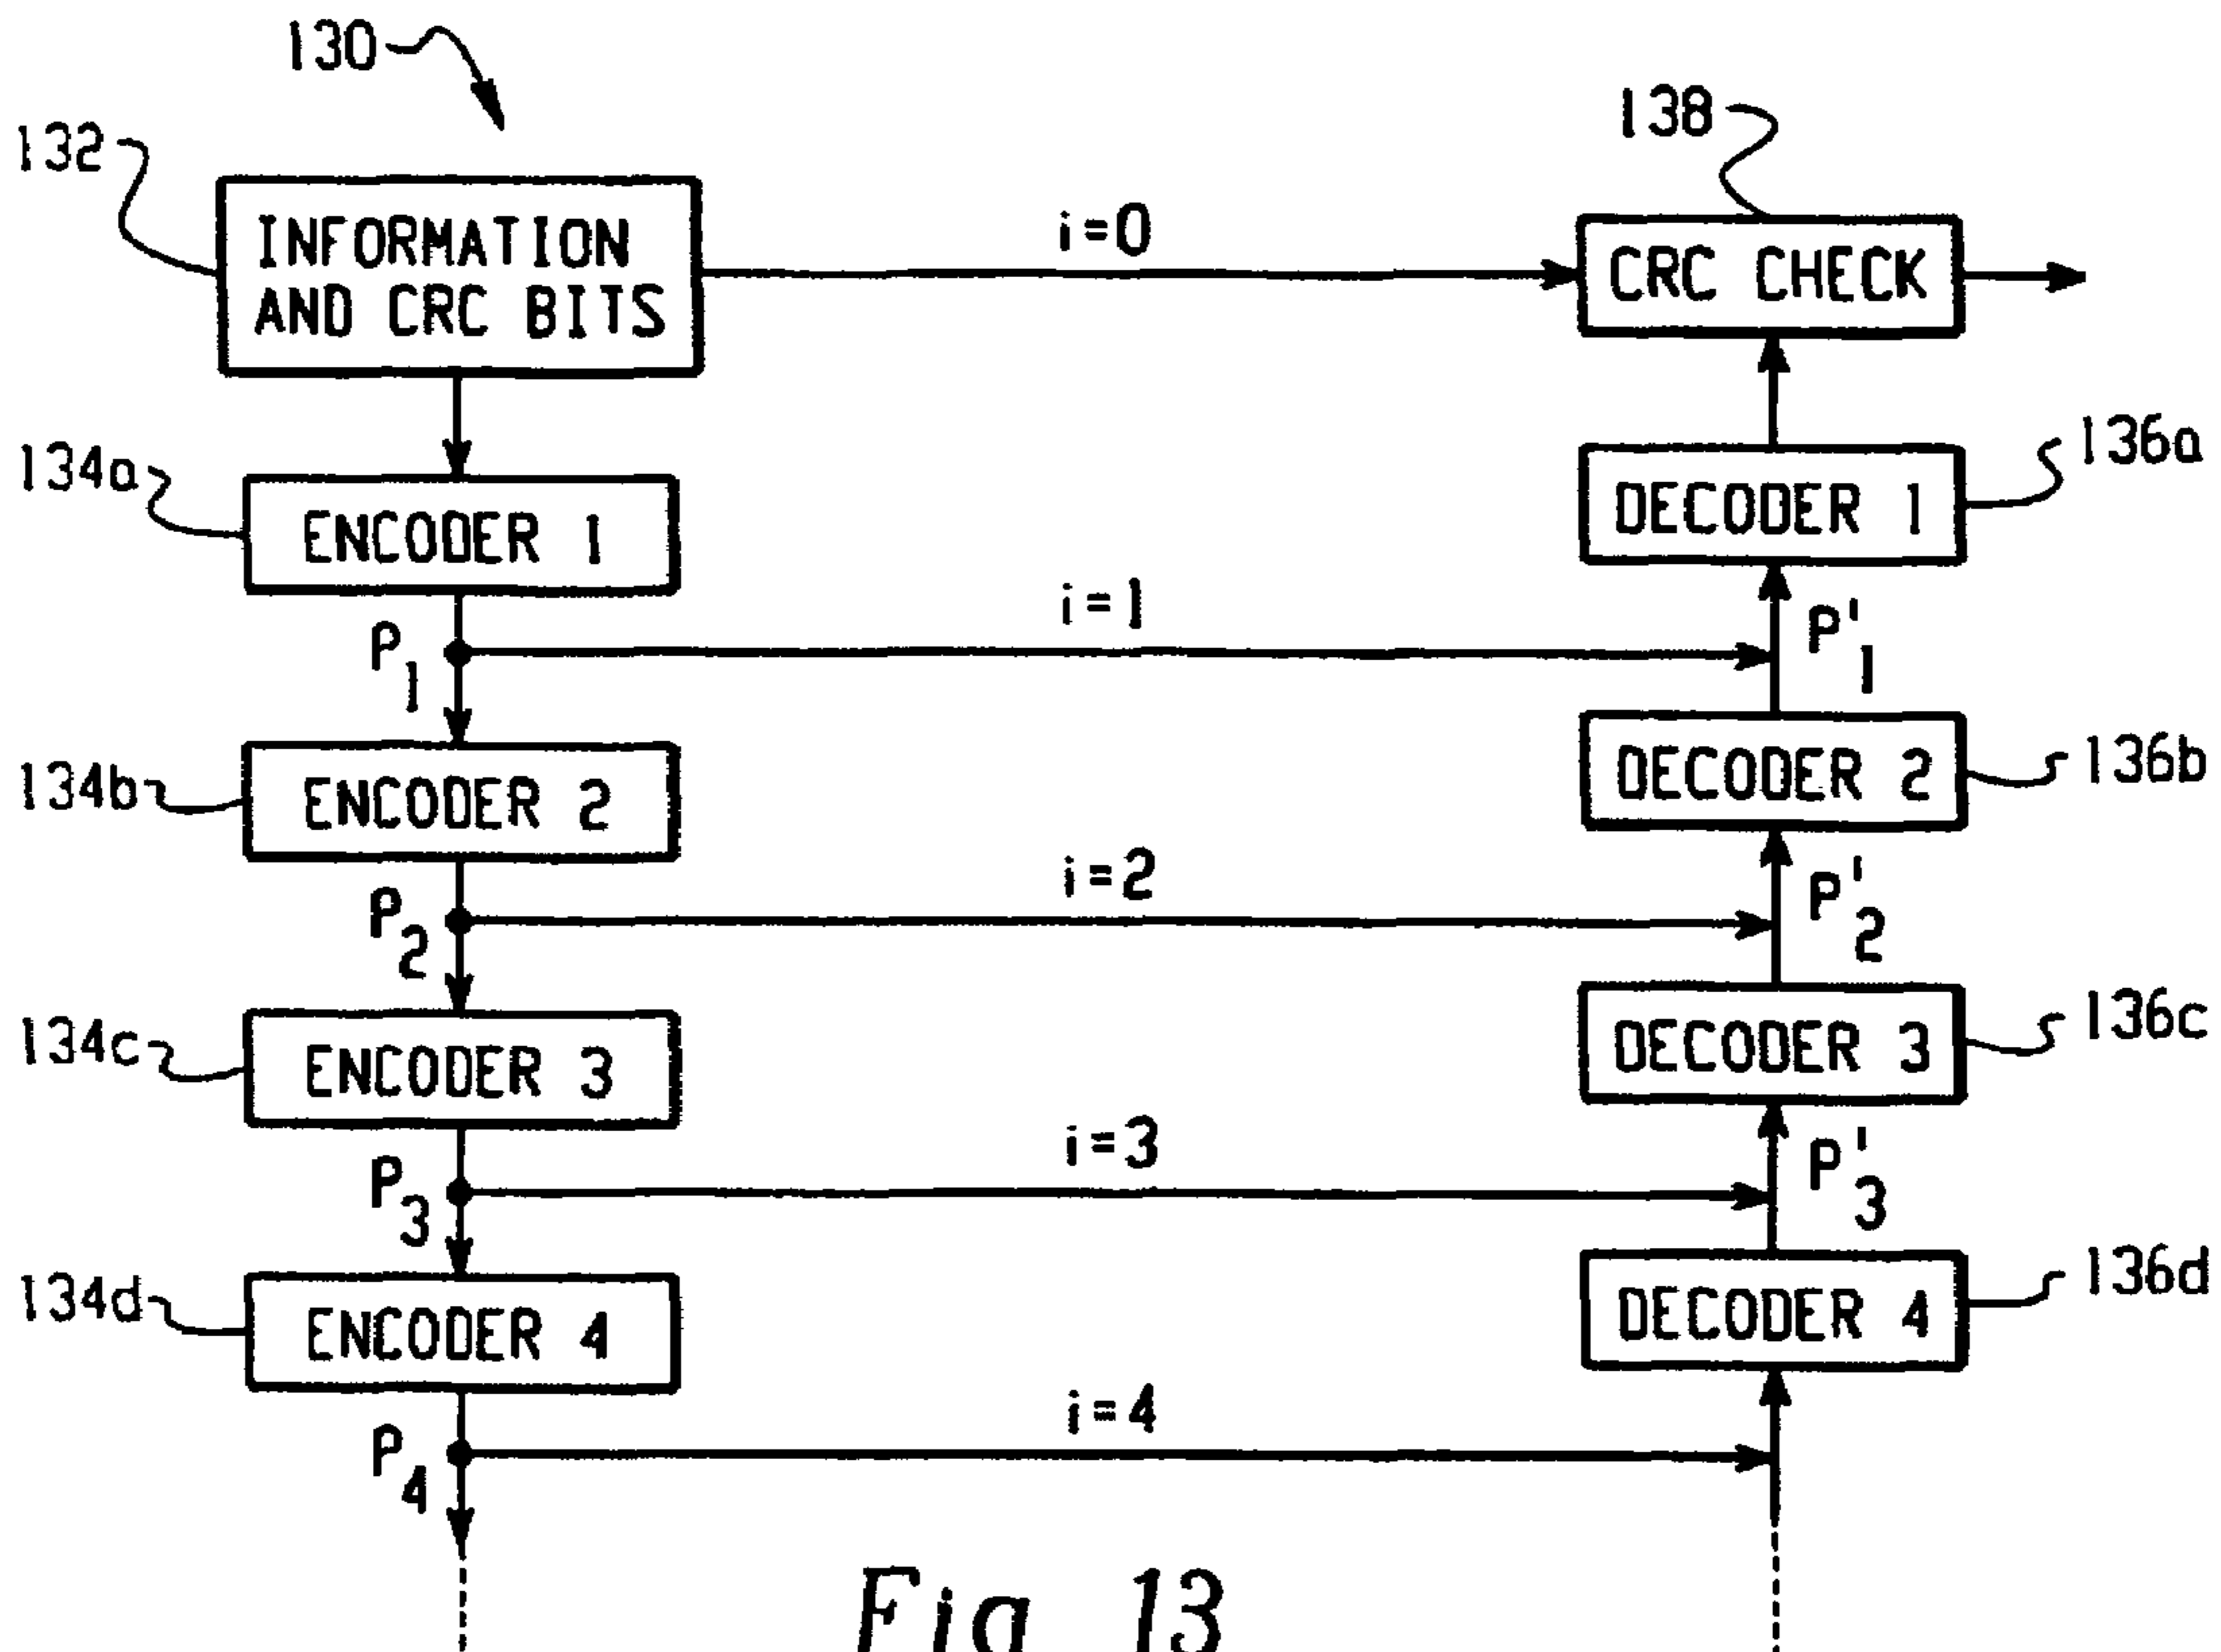 130
138
132
INFORMATION
AND CRC BITS
i=0
CRC CHECK
134a
ENCODER 1
DECODER 1
136a
P1
i=1
P'1
134b
ENCODER 2
DECODER 2
136b
P2
i=2
P'2
134c
ENCODER 3
DECODER 3
136c
P3
i=3
P'3
134d
ENCODER 4
DECODER 4
136d
P4
i=4
Fig 13